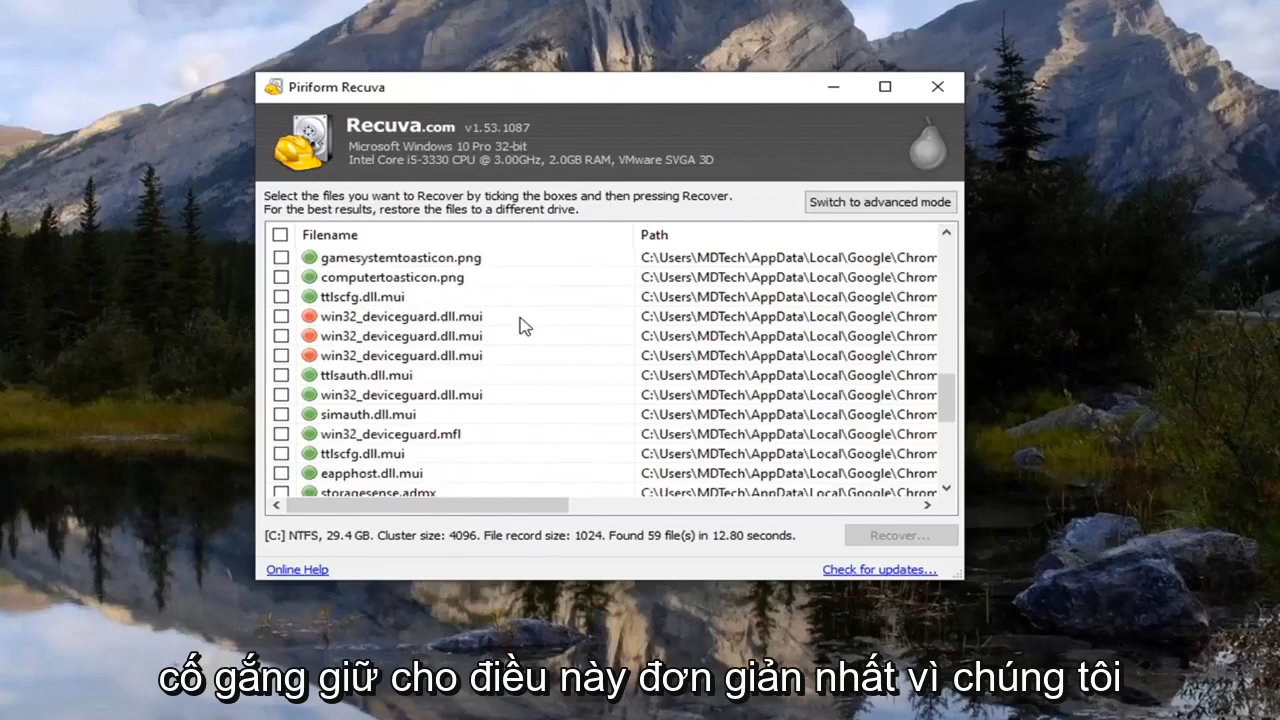 Piriform Recuva
Recuva.com v1.53.1087
Microsoft Windows 10 Pro 32-bit
Intel Core i5-3330 CPU @ 3.00GHz, 2.0GB RAM, VMware SVGA 3D
Select the files you want to Recover by ticking the boxes and then pressing Recover.
For the best results, restore the files to a different drive.
Switch to advanced mode
Filename Path
gamesystemtoasticon.png C:\Users\MDTech\AppData\Local\Google\Chrom
computertoasticon.png C:\Users\MDTech\AppData\Local\Google\Chrom
ttlscfg.dll.mui C:\Users\MDTech\AppData\Local\Google\Chrom
win32_deviceguard.dll.mui C:\Users\MDTech\AppData\Local\Google\Chrom
win32_deviceguard.dll.mui C:\Users\MDTech\AppData\Local\Google\Chrom
win32_deviceguard.dll.mui C:\Users\MDTech\AppData\Local\Google\Chrom
ttlsauth.dll.mui C:\Users\MDTech\AppData\Local\Google\Chrom
win32_deviceguard.dll.mui C:\Users\MDTech\AppData\Local\Google\Chrom
simauth.dll.mui C:\Users\MDTech\AppData\Local\Google\Chrom
win32_deviceguard.mfl C:\Users\MDTech\AppData\Local\Google\Chrom
ttlscfg.dll.mui C:\Users\MDTech\AppData\Local\Google\Chrom
eapphost.dll.mui C:\Users\MDTech\AppData\Local\Google\Chrom
storagesense.admx C:\Users\MDTech\AppData\Local\Google\Chrom
[C:] NTFS, 29.4 GB. Cluster size: 4096. File record size: 1024. Found 59 file(s) in 12.80 seconds.
Recover...
Online Help Check for updates...
cố gắng giữ cho điều này đơn giản nhất vì chúng tôi